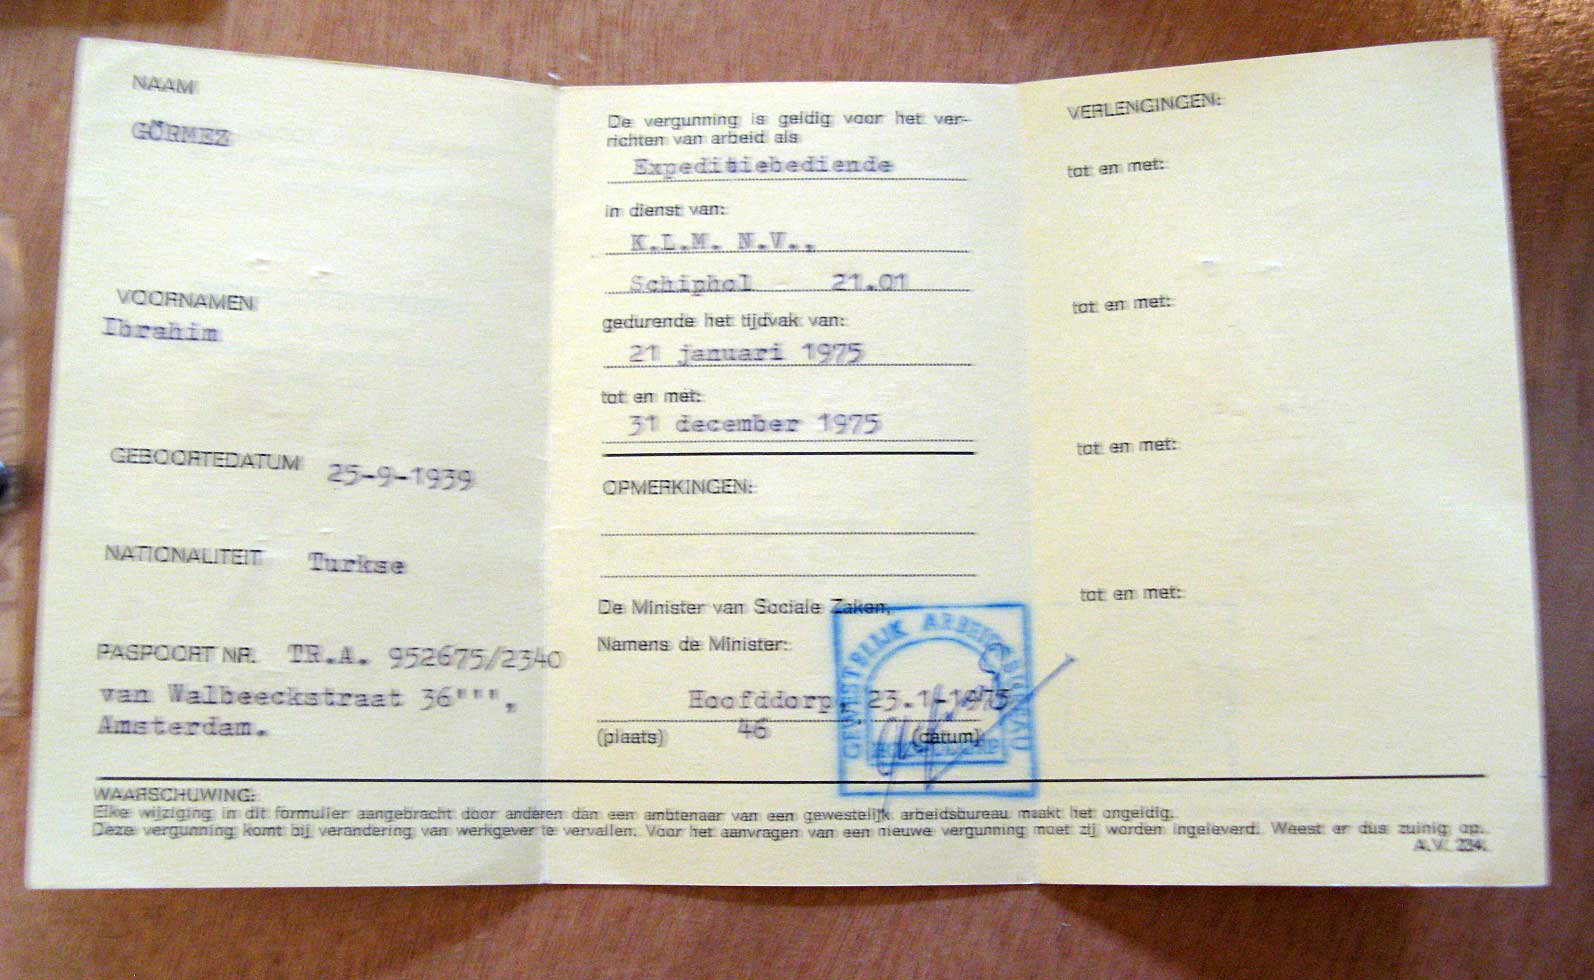 NAAM
GÖRMEZ
VOORNAMEN
Ibrahim
GEBOORTEDATUM 25-9-1939
NATIONALITEIT Turkse
PASPOORT NR. TR.A. 952675/2340
van Walbeeckstraat 36""",
Amsterdam.
De vergunning is geldig voor het ver-
richten van arbeid als
Expeditiebediende
in dienst van:
K.L.M. N.V.,
Schiphol - 21.01
gedurende het tijdvak van:
21 januari 1975
tot en met:
31 december 1975
OPMERKINGEN:
De Minister van Sociale Zaken,
Namens de Minister:
Hoofddorp, 23.1.1975
(plaats) 46 (datum)
GEWESTELIJK ARBEIDSBUREAU
VERLENGINGEN:
tot en met:
tot en met:
tot en met:
tot en met:
WAARSCHUWING:
Elke wijziging in dit formulier aangebracht door anderen dan een ambtenaar van een gewestelijk arbeidsbureau maakt het ongeldig.
Deze vergunning komt bij verandering van werkgever te vervallen. Voor het aanvragen van een nieuwe vergunning moet zij worden ingeleverd. Weest er dus zuinig op.
A.V. 234.